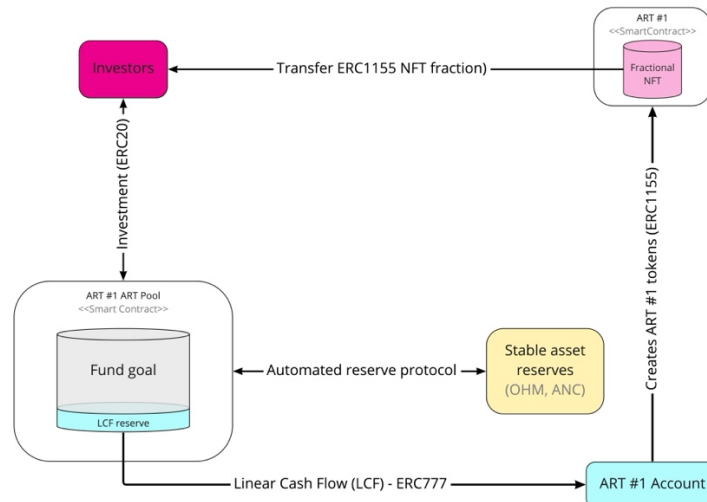 ART #1
<<SmartContract>>
Fractional
NFT
Investors
Transfer ERC1155 NFT fraction)
Investment (ERC20)
Creates ART #1 tokens (ERC1155)
ART #1 ART Pool
<<Smart Contract>>
Fund goal
LCF reserve
Automated reserve protocol
Stable asset
reserves
(OHM, ANC)
Linear Cash Flow (LCF) - ERC777
ART #1 Account